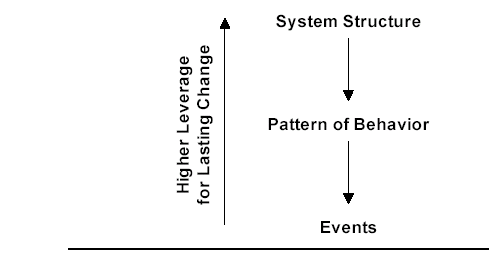 System Structure
Higher Leverage
for Lasting Change
Pattern of Behavior
Events